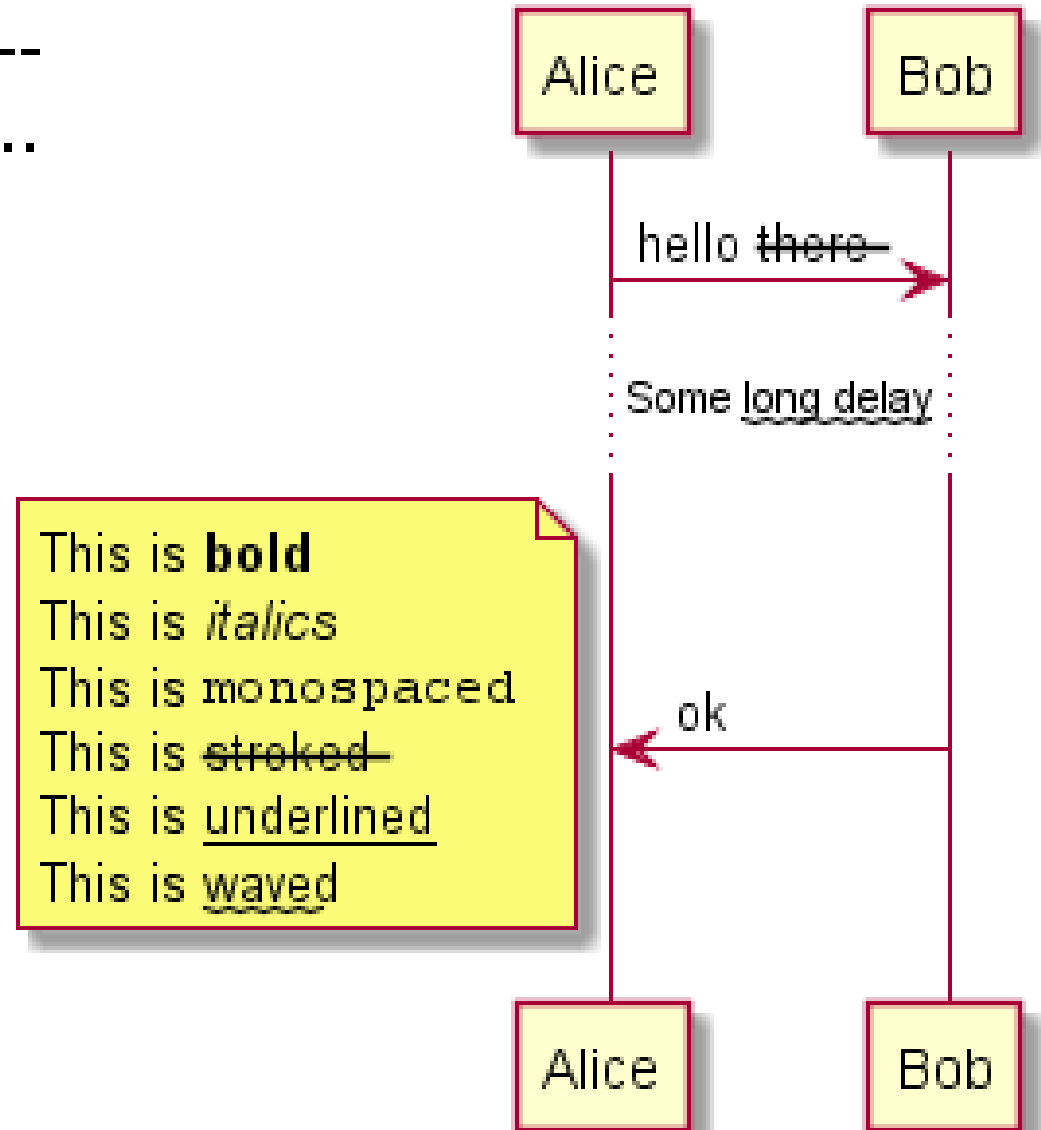 --
..
Alice Bob
hello there
Some long delay
This is bold
This is italics
This is monospaced
This is stroked
This is underlined
This is waved
ok
Alice Bob